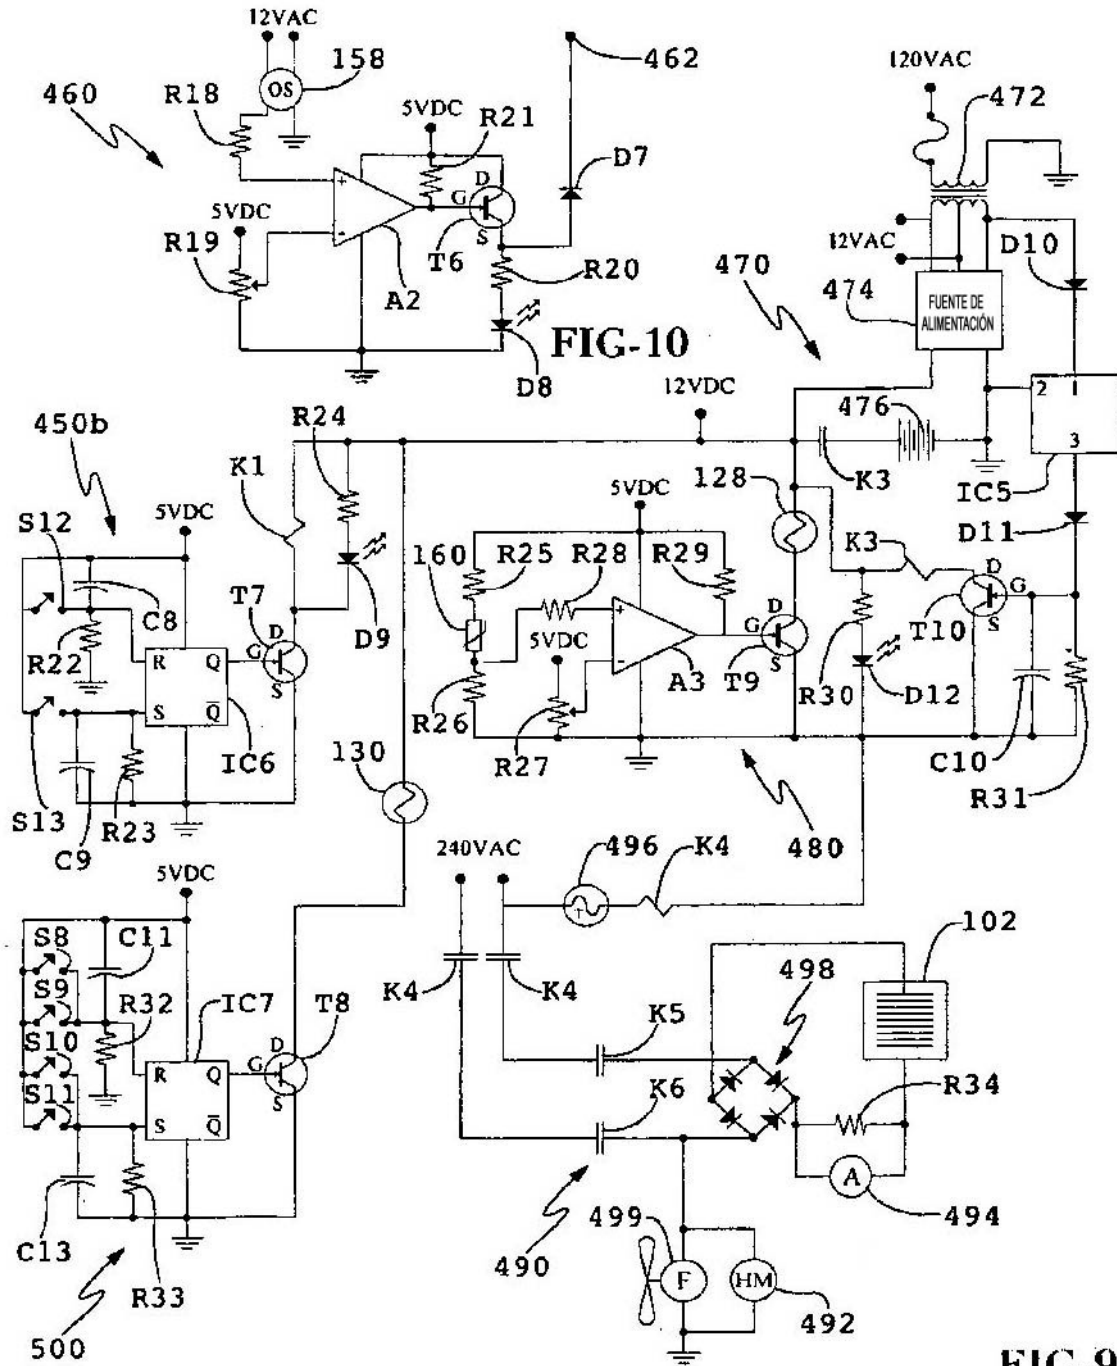 12VAC
158
OS
460
R18
5VDC
R21
462
D7
D
G
S
T6
+
-
A2
5VDC
R19
R20
D8
FIG-10
120VAC
472
12VAC
D10
474
FUENTE DE
ALIMENTACIÓN
470
2
1
3
IC5
476
K3
12VDC
450b
R24
K1
S12
5VDC
C8
T7
D
G
S
D9
R22
R
Q
S
Q̅
IC6
S13
C9
R23
130
128
5VDC
160
R25
R28
R29
5VDC
+
-
A3
D
G
S
T9
R26
R27
480
K3
D11
D
G
S
T10
R30
D12
C10
R31
5VDC
S8
S9
S10
S11
C11
R32
IC7
T8
D
G
S
R
Q
S
Q̅
C13
R33
500
240VAC
496
K4
K4
K4
498
102
K5
K6
R34
A
494
490
499
F
HM
492
FIG-9